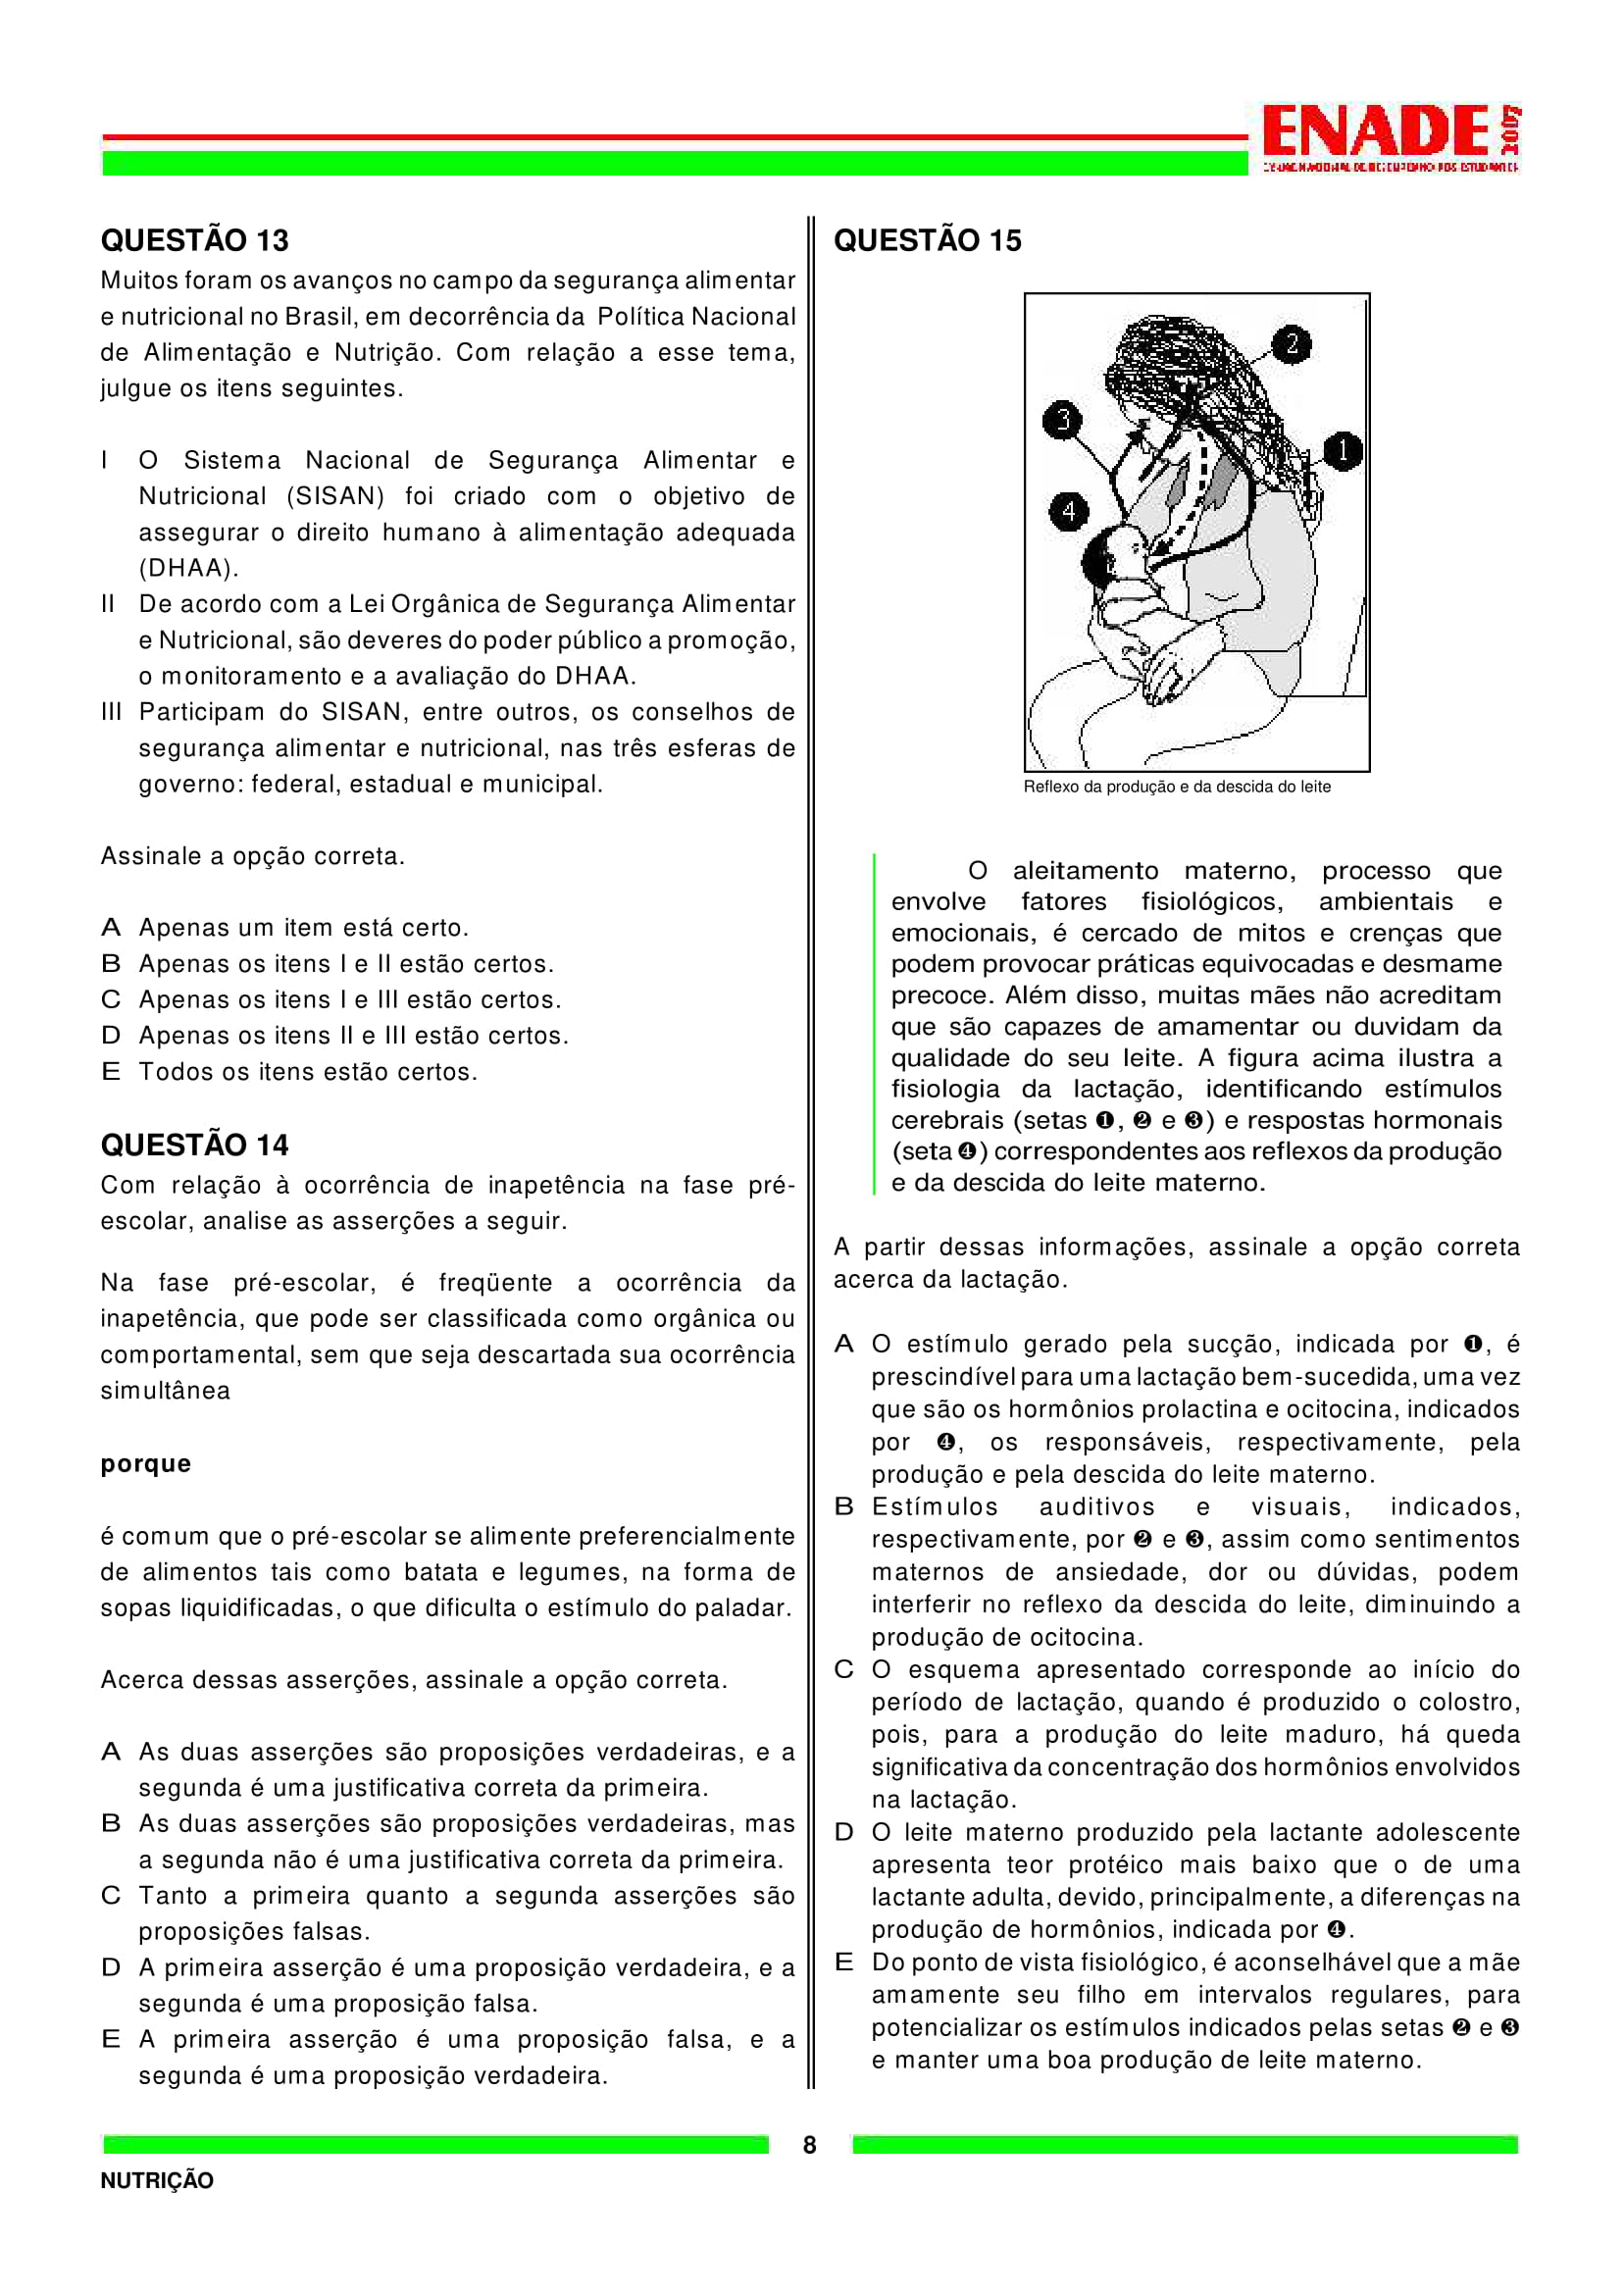 ENADE 2007
EXAME NACIONAL DE DESEMPENHO DOS ESTUDANTES
QUESTÃO 13
Muitos foram os avanços no campo da segurança alimentar
e nutricional no Brasil, em decorrência da Política Nacional
de Alimentação e Nutrição. Com relação a esse tema,
julgue os itens seguintes.
I O Sistema Nacional de Segurança Alimentar e
Nutricional (SISAN) foi criado com o objetivo de
assegurar o direito humano à alimentação adequada
(DHAA).
II De acordo com a Lei Orgânica de Segurança Alimentar
e Nutricional, são deveres do poder público a promoção,
o monitoramento e a avaliação do DHAA.
III Participam do SISAN, entre outros, os conselhos de
segurança alimentar e nutricional, nas três esferas de
governo: federal, estadual e municipal.
Assinale a opção correta.
A Apenas um item está certo.
B Apenas os itens I e II estão certos.
C Apenas os itens I e III estão certos.
D Apenas os itens II e III estão certos.
E Todos os itens estão certos.
QUESTÃO 14
Com relação à ocorrência de inapetência na fase pré-
escolar, analise as asserções a seguir.
Na fase pré-escolar, é freqüente a ocorrência da
inapetência, que pode ser classificada como orgânica ou
comportamental, sem que seja descartada sua ocorrência
simultânea
porque
é comum que o pré-escolar se alimente preferencialmente
de alimentos tais como batata e legumes, na forma de
sopas liquidificadas, o que dificulta o estímulo do paladar.
Acerca dessas asserções, assinale a opção correta.
A As duas asserções são proposições verdadeiras, e a
segunda é uma justificativa correta da primeira.
B As duas asserções são proposições verdadeiras, mas
a segunda não é uma justificativa correta da primeira.
C Tanto a primeira quanto a segunda asserções são
proposições falsas.
D A primeira asserção é uma proposição verdadeira, e a
segunda é uma proposição falsa.
E A primeira asserção é uma proposição falsa, e a
segunda é uma proposição verdadeira.
QUESTÃO 15
❷
❸
❶
❹
Reflexo da produção e da descida do leite
O aleitamento materno, processo que
envolve fatores fisiológicos, ambientais e
emocionais, é cercado de mitos e crenças que
podem provocar práticas equivocadas e desmame
precoce. Além disso, muitas mães não acreditam
que são capazes de amamentar ou duvidam da
qualidade do seu leite. A figura acima ilustra a
fisiologia da lactação, identificando estímulos
cerebrais (setas ❶, ❷ e ❸) e respostas hormonais
(seta ❹) correspondentes aos reflexos da produção
e da descida do leite materno.
A partir dessas informações, assinale a opção correta
acerca da lactação.
A O estímulo gerado pela sucção, indicada por ❶, é
prescindível para uma lactação bem-sucedida, uma vez
que são os hormônios prolactina e ocitocina, indicados
por ❹, os responsáveis, respectivamente, pela
produção e pela descida do leite materno.
B Estímulos auditivos e visuais, indicados,
respectivamente, por ❷ e ❸, assim como sentimentos
maternos de ansiedade, dor ou dúvidas, podem
interferir no reflexo da descida do leite, diminuindo a
produção de ocitocina.
C O esquema apresentado corresponde ao início do
período de lactação, quando é produzido o colostro,
pois, para a produção do leite maduro, há queda
significativa da concentração dos hormônios envolvidos
na lactação.
D O leite materno produzido pela lactante adolescente
apresenta teor protéico mais baixo que o de uma
lactante adulta, devido, principalmente, a diferenças na
produção de hormônios, indicada por ❹.
E Do ponto de vista fisiológico, é aconselhável que a mãe
amamente seu filho em intervalos regulares, para
potencializar os estímulos indicados pelas setas ❷ e ❸
e manter uma boa produção de leite materno.
8
NUTRIÇÃO